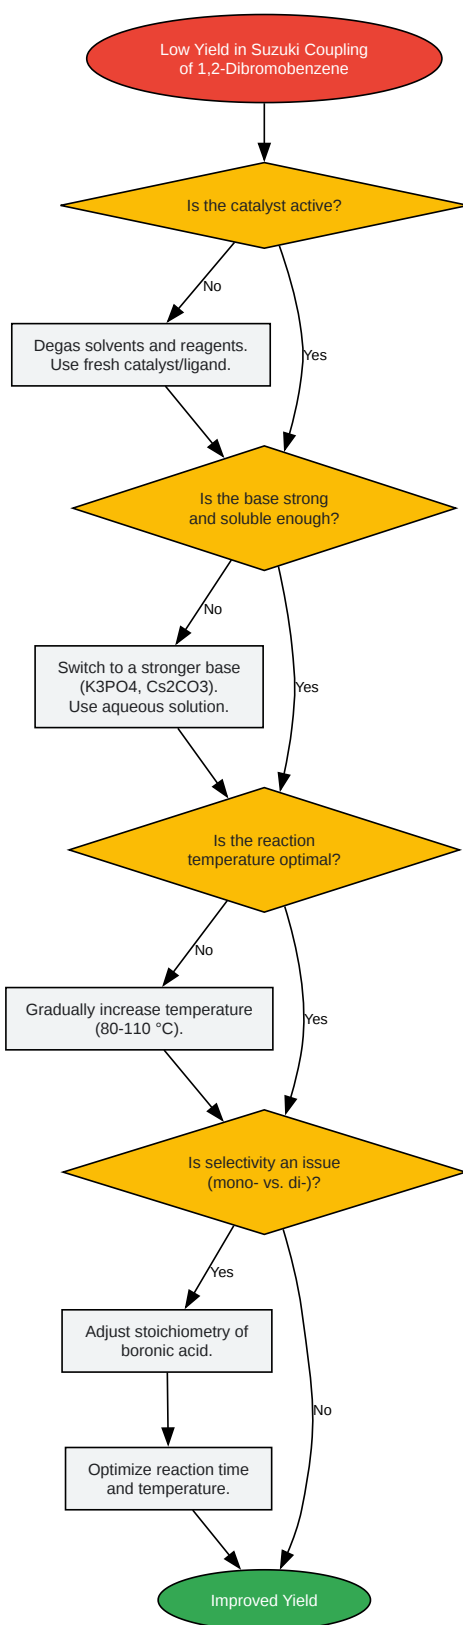 Low Yield in Suzuki Coupling
of 1,2-Dibromobenzene
Is the catalyst active?
No
Degas solvents and reagents.
Use fresh catalyst/ligand.
Yes
Is the base strong
and soluble enough?
No
Switch to a stronger base
(K3PO4, Cs2CO3).
Use aqueous solution.
Yes
Is the reaction
temperature optimal?
No
Gradually increase temperature
(80-110 °C).
Yes
Is selectivity an issue
(mono- vs. di-)?
Yes
Adjust stoichiometry of
boronic acid.
No
Optimize reaction time
and temperature.
Improved Yield